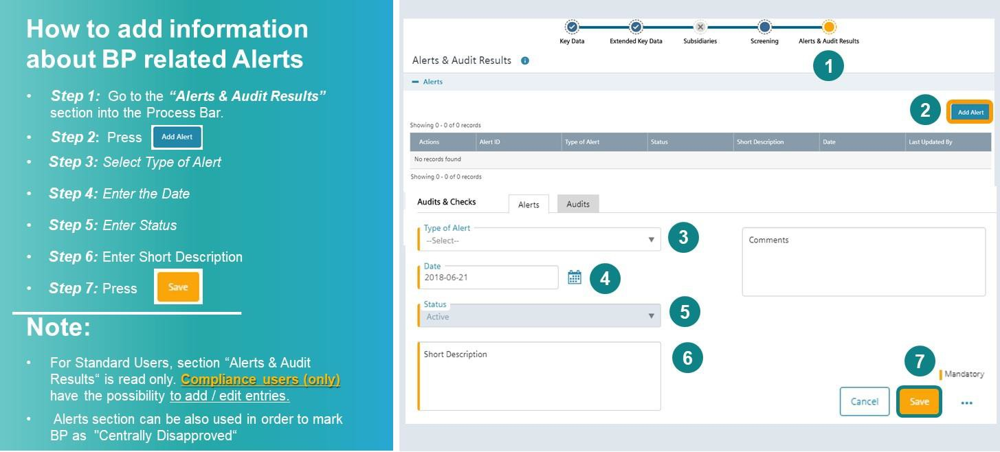 How to add information
about BP related Alerts
• Step 1: Go to the “Alerts & Audit Results”
section into the Process Bar.
• Step 2: Press Add Alert
• Step 3: Select Type of Alert
• Step 4: Enter the Date
• Step 5: Enter Status
• Step 6: Enter Short Description
• Step 7: Press Save
Note:
• For Standard Users, section “Alerts & Audit
Results“ is read only. Compliance users (only)
have the possibility to add / edit entries.
• Alerts section can be also used in order to mark
BP as "Centrally Disapproved“
Key Data Extended Key Data Subsidiaries Screening Alerts & Audit Results
Alerts & Audit Results
1
Alerts
2 Add Alert
Showing 0 - 0 of 0 records
Actions Alert ID Type of Alert Status Short Description Date Last Updated By
No records found
Showing 0 - 0 of 0 records
Audits & Checks Alerts Audits
Type of Alert
--Select-- 3
Comments
Date
2018-06-21 4
Status
Active 5
Short Description 6
7
Mandatory
Cancel Save ...